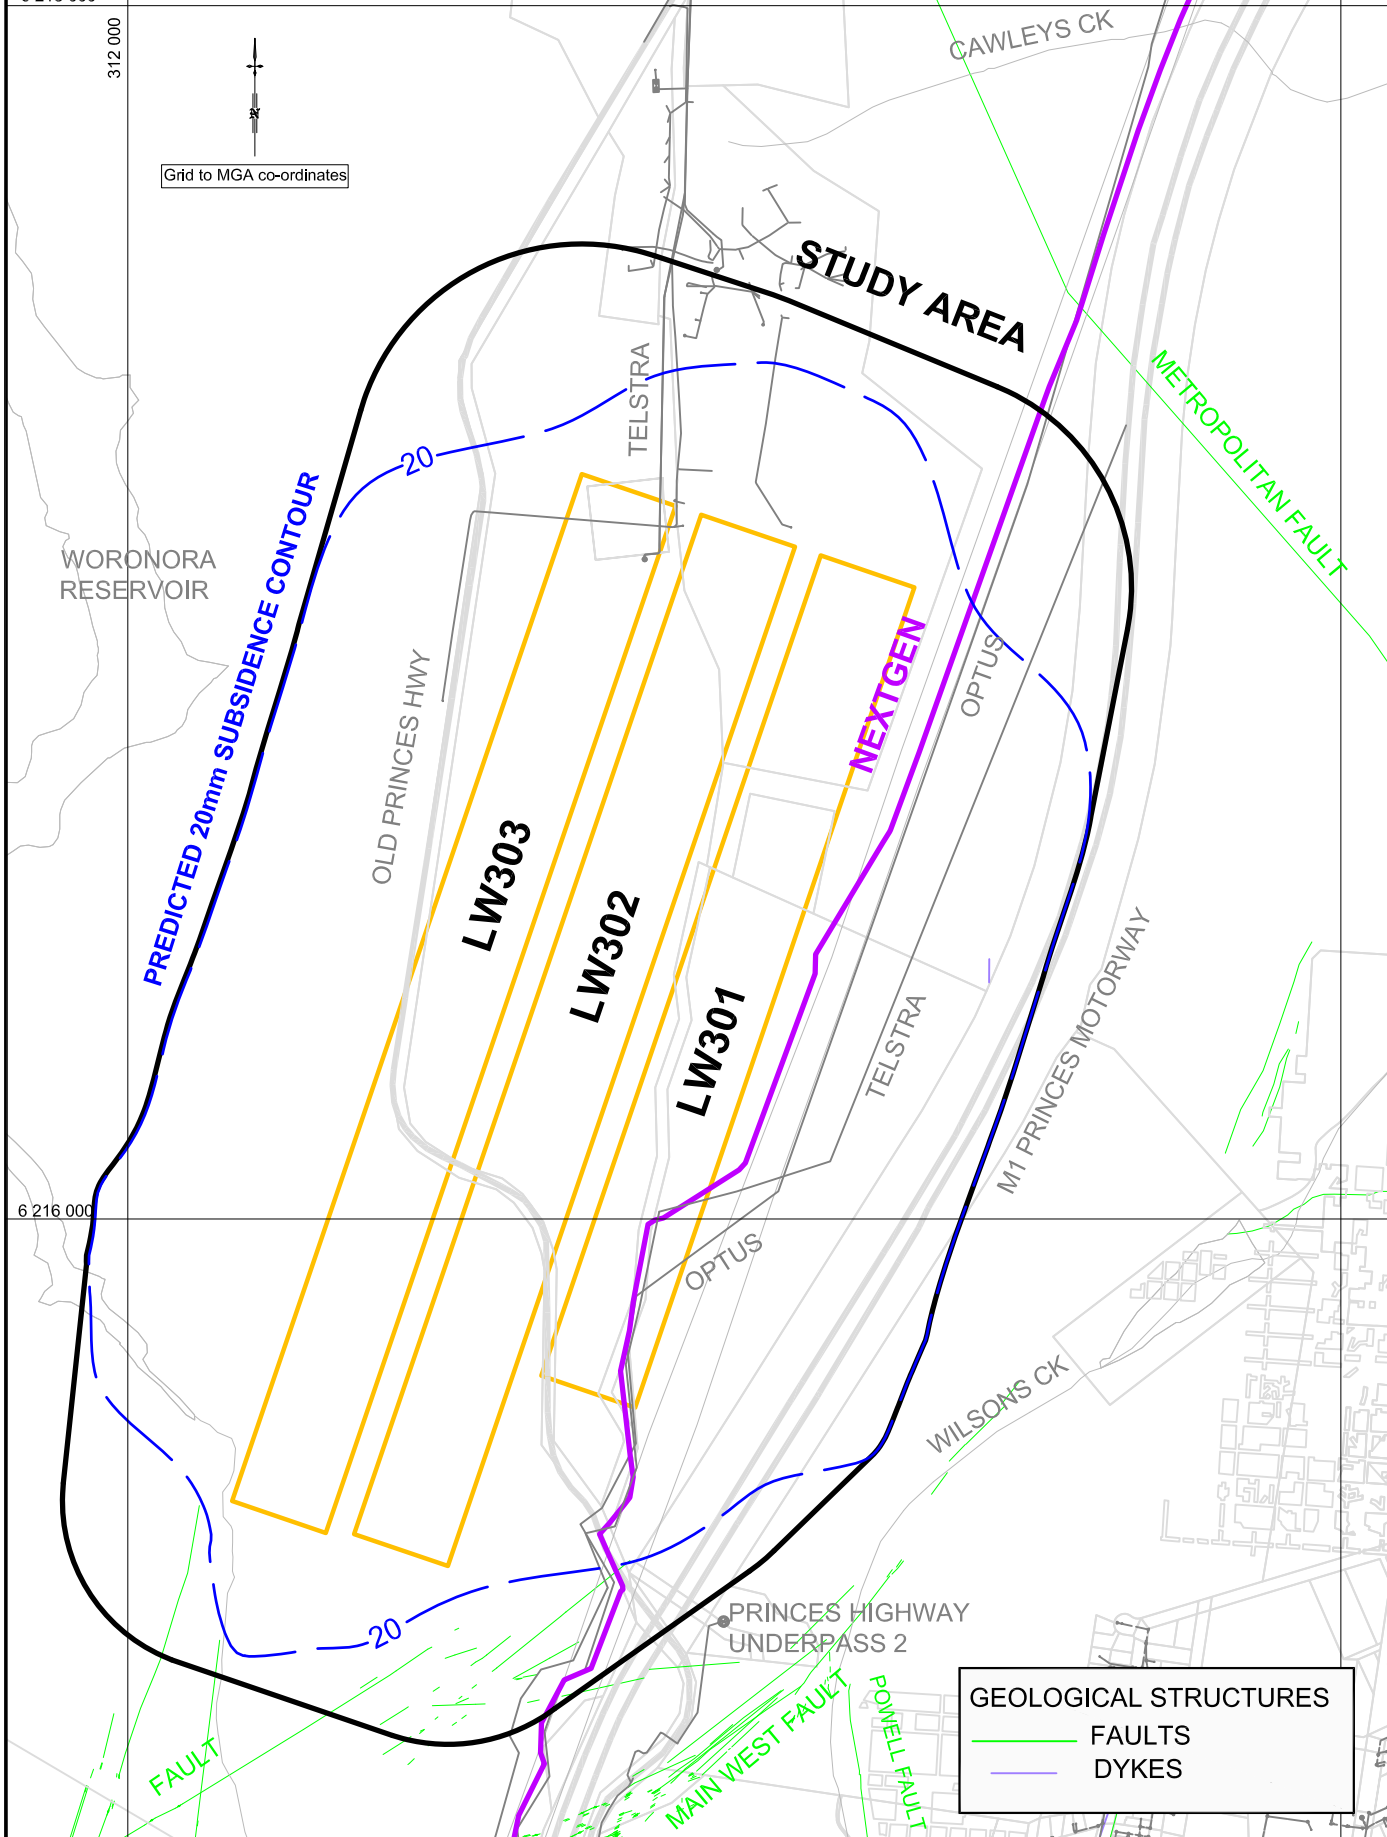 312 000
CAWLEYS CK
N
Grid to MGA co-ordinates
STUDY AREA
TELSTRA
METROPOLITAN FAULT
20
PREDICTED 20mm SUBSIDENCE CONTOUR
WORONORA
RESERVOIR
OLD PRINCES HWY
NEXTGEN
OPTUS
LW303
LW302
LW301
TELSTRA
M1 PRINCES MOTORWAY
6 216 000
OPTUS
WILSONS CK
20
PRINCES HIGHWAY
UNDERPASS 2
FAULT
MAIN WEST FAULT
POWELL FAULT
GEOLOGICAL STRUCTURES
FAULTS
DYKES